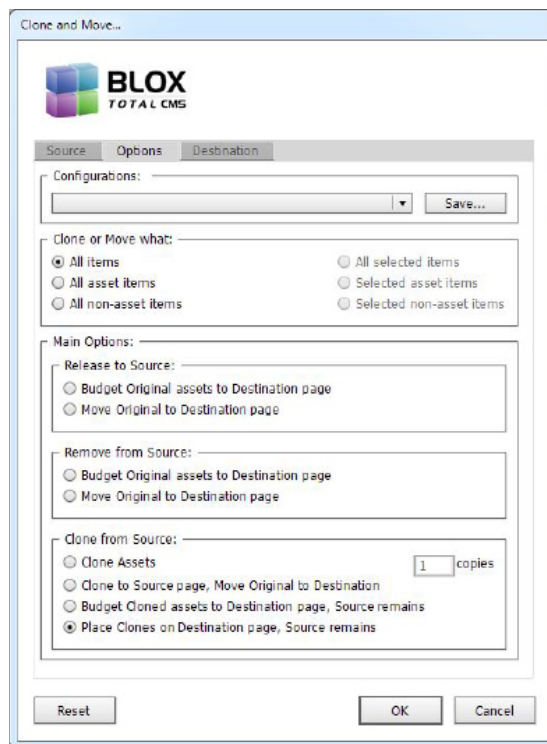 Clone and Move...
BLOX
TOTAL CMS
Source Options Destination
Configurations:
Save...
Clone or Move what:
All items All selected items
All asset items Selected asset items
All non-asset items Selected non-asset items
Main Options:
Release to Source:
Budget Original assets to Destination page
Move Original to Destination page
Remove from Source:
Budget Original assets to Destination page
Move Original to Destination page
Clone from Source:
Clone Assets 1 copies
Clone to Source page, Move Original to Destination
Budget Cloned assets to Destination page, Source remains
Place Clones on Destination page, Source remains
Reset OK Cancel